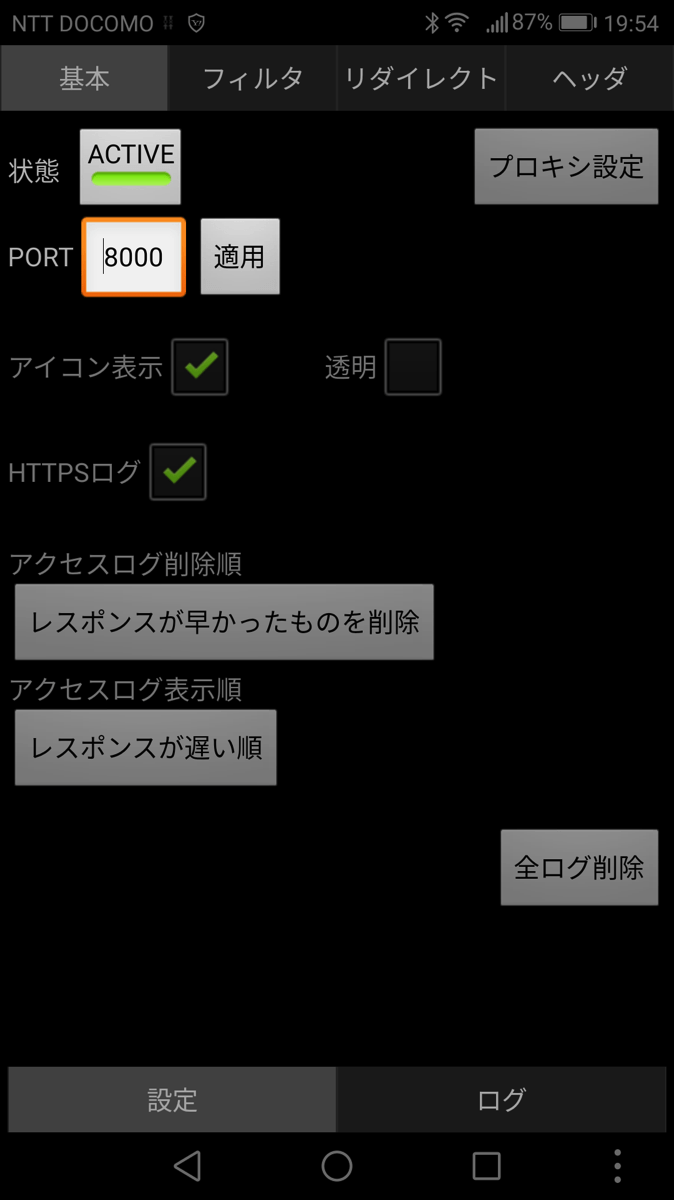 NTT DOCOMO 87% 19:54
基本 フィルタ リダイレクト ヘッダ
状態 ACTIVE プロキシ設定
PORT 8000 適用
アイコン表示 透明
HTTPSログ
アクセスログ削除順
レスポンスが早かったものを削除
アクセスログ表示順
レスポンスが遅い順
全ログ削除
設定 ログ